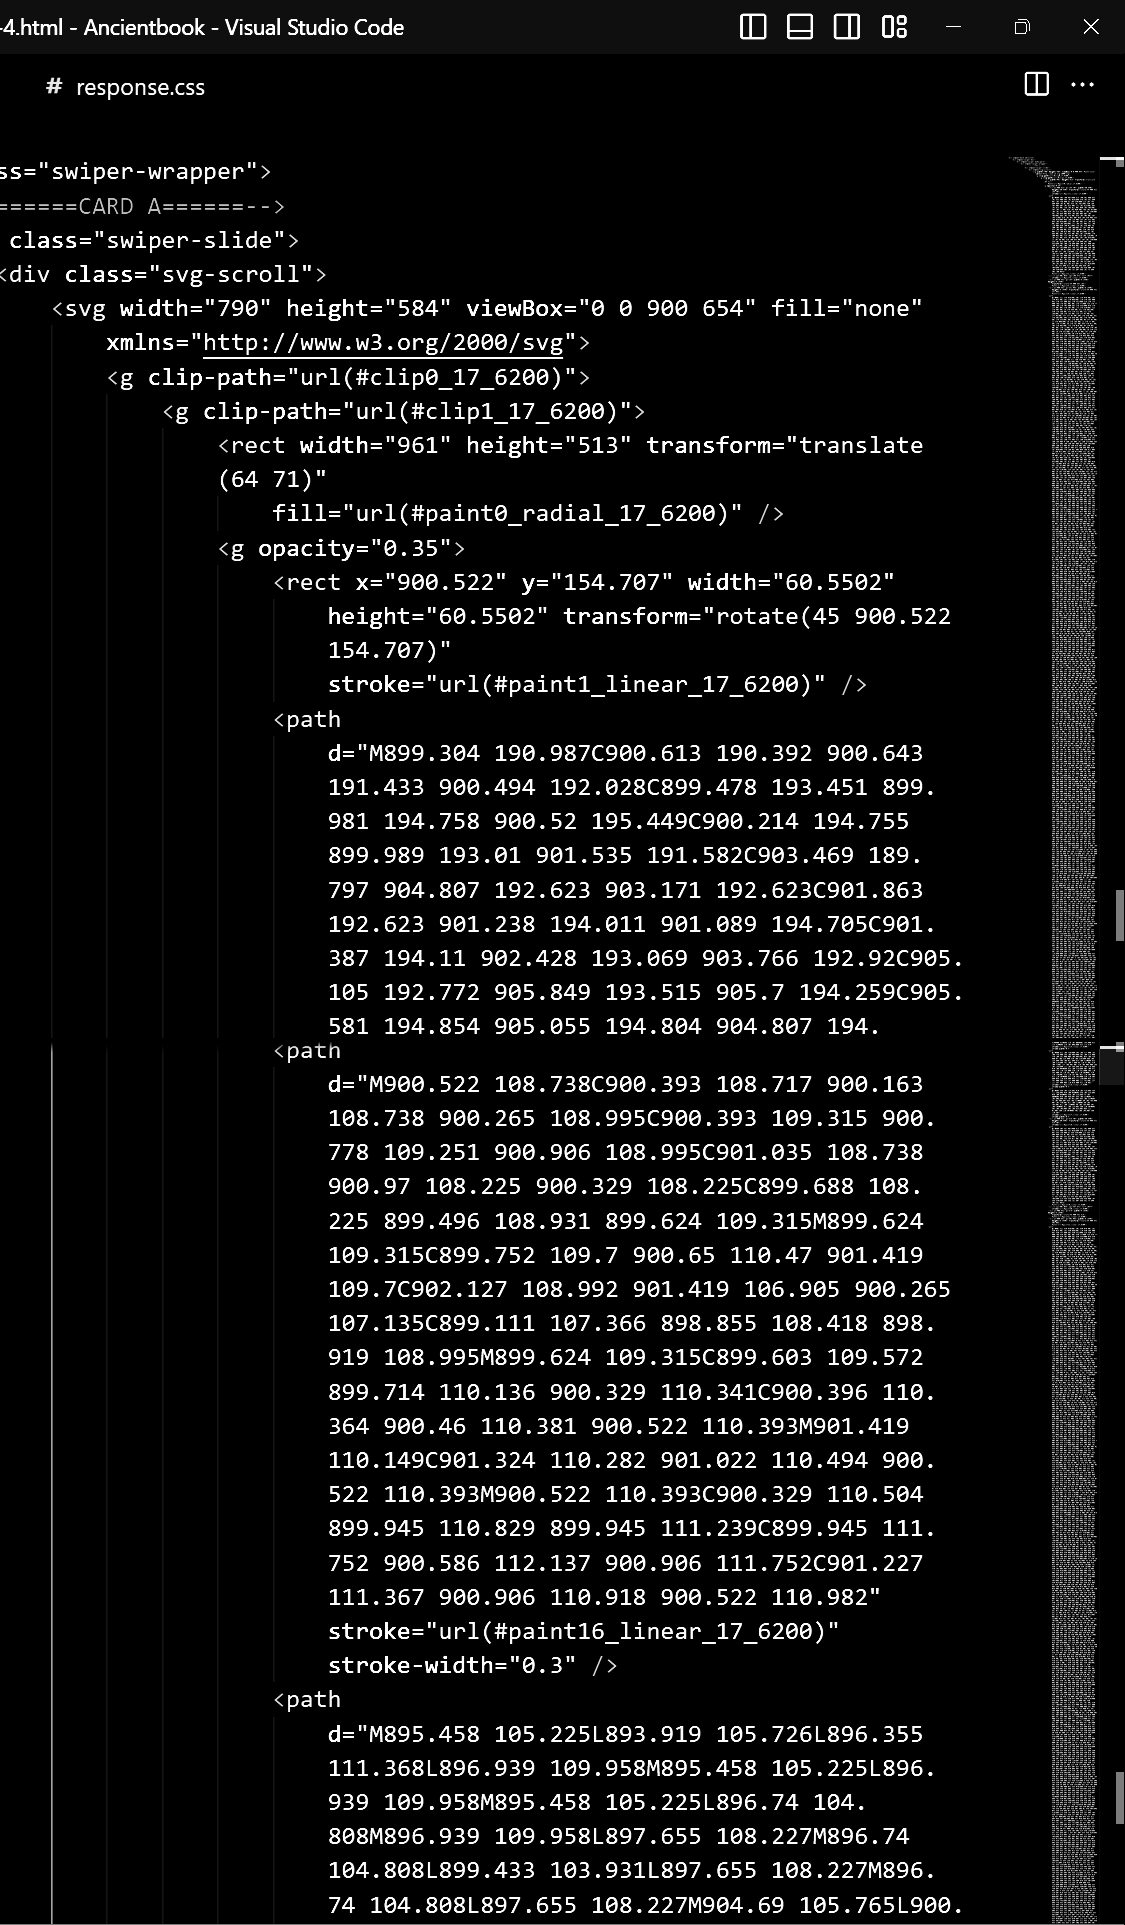 -4.html - Ancientbook - Visual Studio Code
# response.css
ss="swiper-wrapper">
======CARD A======-->
class="swiper-slide">
<div class="svg-scroll">
<svg width="790" height="584" viewBox="0 0 900 654" fill="none"
xmlns="http://www.w3.org/2000/svg">
<g clip-path="url(#clip0_17_6200)">
<g clip-path="url(#clip1_17_6200)">
<rect width="961" height="513" transform="translate
(64 71)"
fill="url(#paint0_radial_17_6200)" />
<g opacity="0.35">
<rect x="900.522" y="154.707" width="60.5502"
height="60.5502" transform="rotate(45 900.522
154.707)"
stroke="url(#paint1_linear_17_6200)" />
<path
d="M899.304 190.987C900.613 190.392 900.643
191.433 900.494 192.028C899.478 193.451 899.
981 194.758 900.52 195.449C900.214 194.755
899.989 193.01 901.535 191.582C903.469 189.
797 904.807 192.623 903.171 192.623C901.863
192.623 901.238 194.011 901.089 194.705C901.
387 194.11 902.428 193.069 903.766 192.92C905.
105 192.772 905.849 193.515 905.7 194.259C905.
581 194.854 905.055 194.804 904.807 194.
<path
d="M900.522 108.738C900.393 108.717 900.163
108.738 900.265 108.995C900.393 109.315 900.
778 109.251 900.906 108.995C901.035 108.738
900.97 108.225 900.329 108.225C899.688 108.
225 899.496 108.931 899.624 109.315M899.624
109.315C899.752 109.7 900.65 110.47 901.419
109.7C902.127 108.992 901.419 106.905 900.265
107.135C899.111 107.366 898.855 108.418 898.
919 108.995M899.624 109.315C899.603 109.572
899.714 110.136 900.329 110.341C900.396 110.
364 900.46 110.381 900.522 110.393M901.419
110.149C901.324 110.282 901.022 110.494 900.
522 110.393M900.522 110.393C900.329 110.504
899.945 110.829 899.945 111.239C899.945 111.
752 900.586 112.137 900.906 111.752C901.227
111.367 900.906 110.918 900.522 110.982"
stroke="url(#paint16_linear_17_6200)"
stroke-width="0.3" />
<path
d="M895.458 105.225L893.919 105.726L896.355
111.368L896.939 109.958M895.458 105.225L896.
939 109.958M895.458 105.225L896.74 104.
808M896.939 109.958L897.655 108.227M896.74
104.808L899.433 103.931L897.655 108.227M896.
74 104.808L897.655 108.227M904.69 105.765L900.